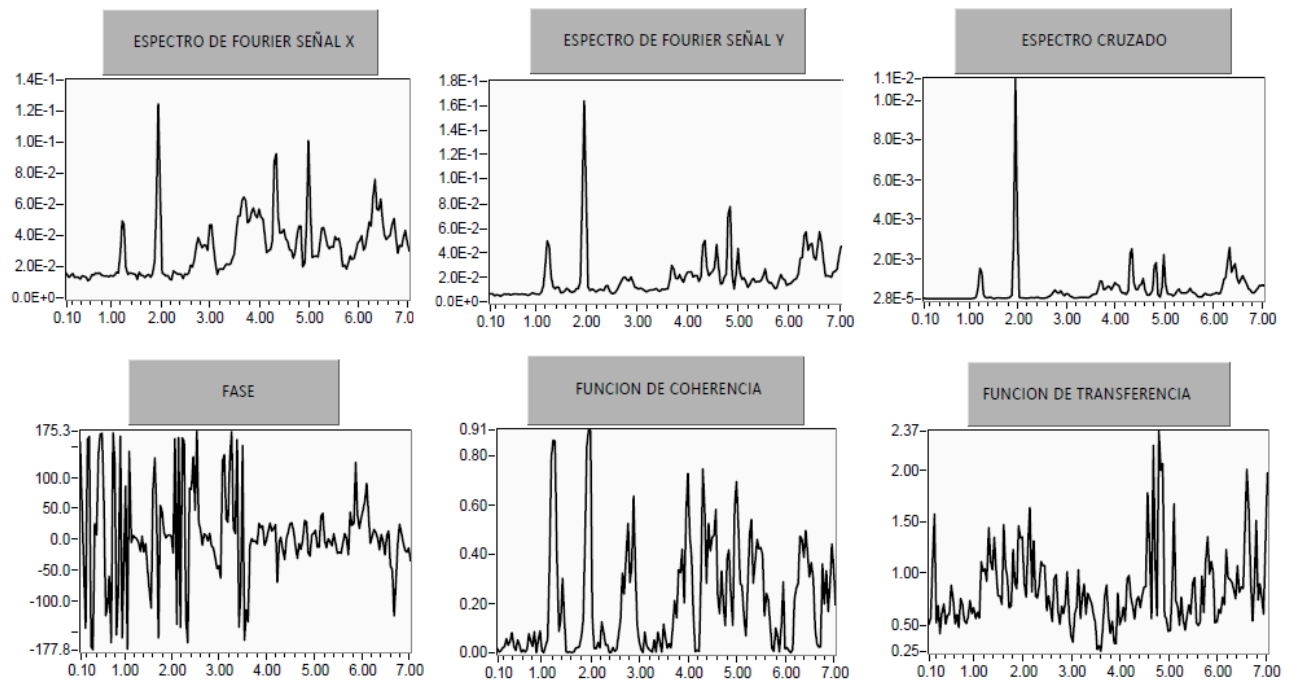 ESPECTRO DE FOURIER SEÑAL X
1.4E-1
1.2E-1
1.0E-1
8.0E-2
6.0E-2
4.0E-2
2.0E-2
0.0E+0
0.10 1.00 2.00 3.00 4.00 5.00 6.00 7.00
ESPECTRO DE FOURIER SEÑAL Y
1.8E-1
1.6E-1
1.4E-1
1.2E-1
1.0E-1
8.0E-2
6.0E-2
4.0E-2
2.0E-2
0.0E+0
0.10 1.00 2.00 3.00 4.00 5.00 6.00 7.00
ESPECTRO CRUZADO
1.1E-2
1.0E-2
8.0E-3
6.0E-3
4.0E-3
2.0E-3
2.8E-5
0.10 1.00 2.00 3.00 4.00 5.00 6.00 7.00
FASE
175.3
100.0
50.0
0.0
-50.0
-100.0
-177.8
0.10 1.00 2.00 3.00 4.00 5.00 6.00 7.00
FUNCION DE COHERENCIA
0.91
0.80
0.60
0.40
0.20
0.00
0.10 1.00 2.00 3.00 4.00 5.00 6.00 7.00
FUNCION DE TRANSFERENCIA
2.37
2.00
1.50
1.00
0.50
0.25
0.10 1.00 2.00 3.00 4.00 5.00 6.00 7.00